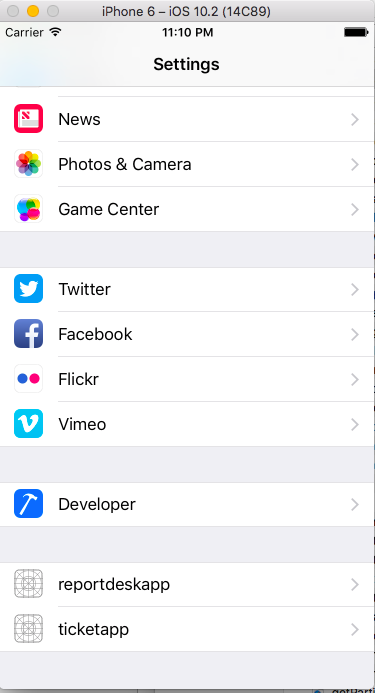 iPhone 6 – iOS 10.2 (14C89)
Carrier 11:10 PM
Settings
News
Photos & Camera
Game Center
Twitter
Facebook
Flickr
Vimeo
Developer
reportdeskapp
ticketapp